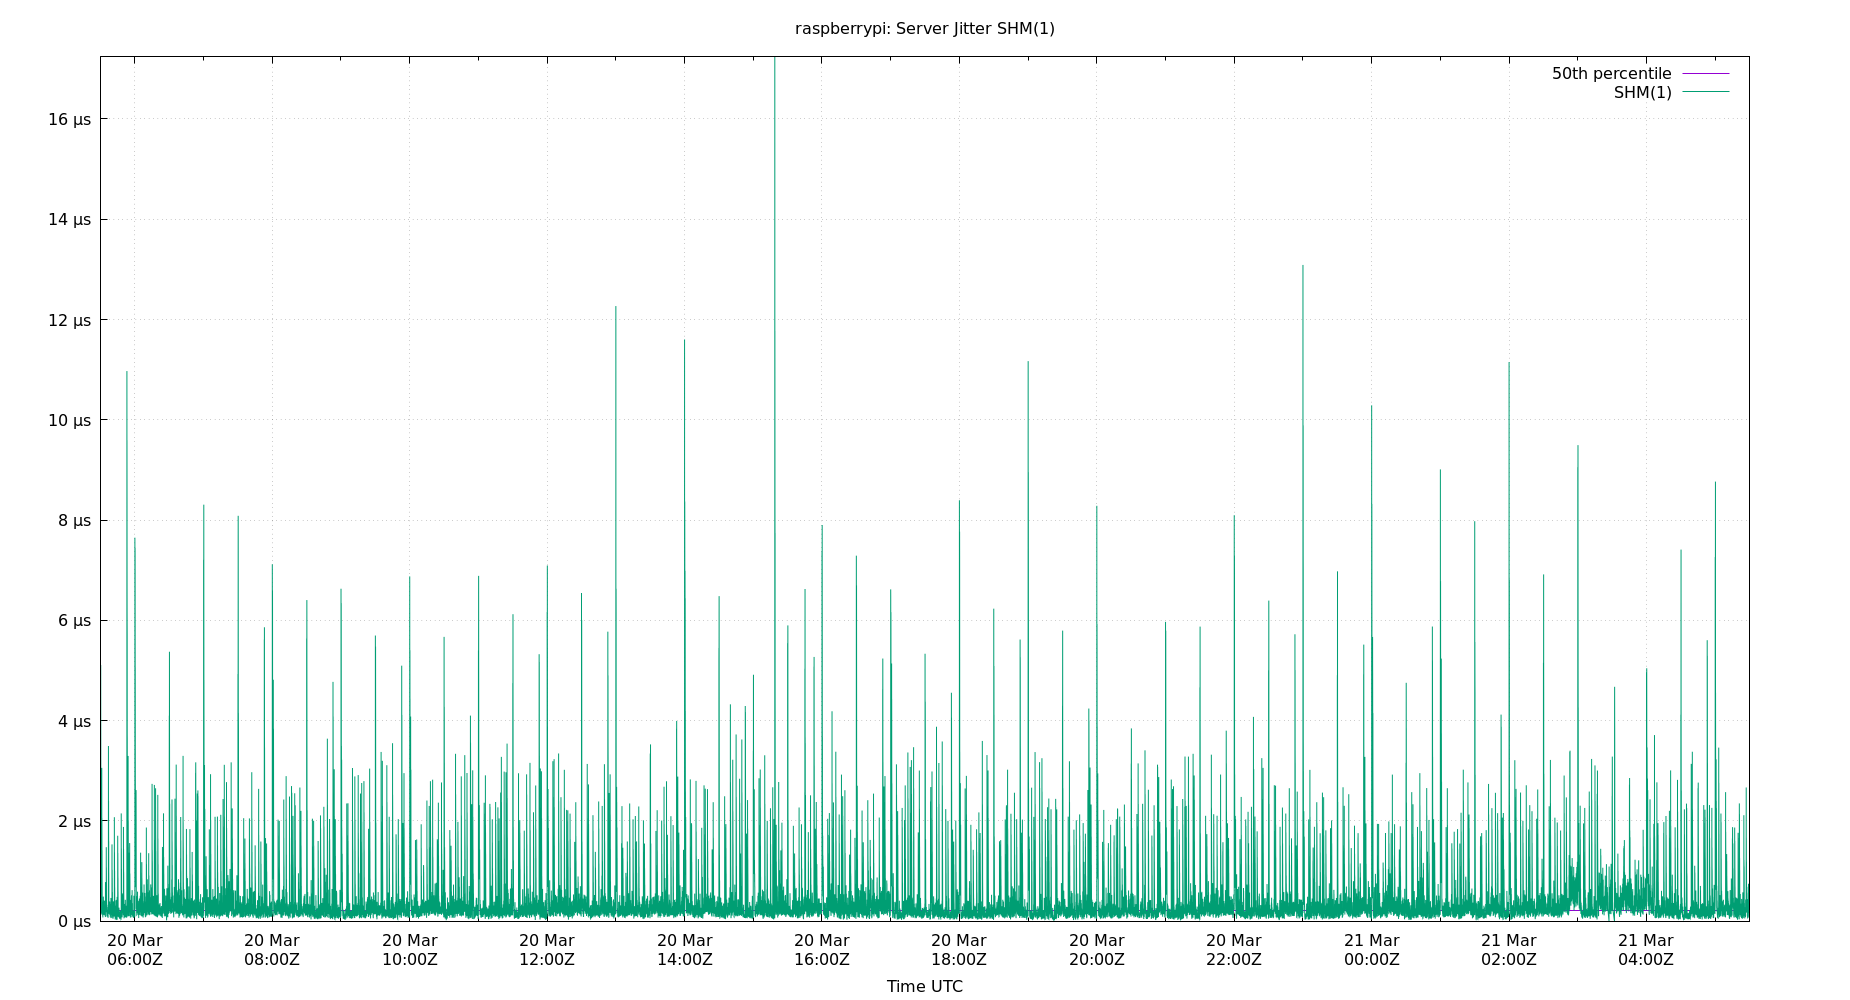 raspberrypi: Server Jitter SHM(1)
50th percentile
SHM(1)
16 µs
14 µs
12 µs
10 µs
8 µs
6 µs
4 µs
2 µs
0 µs
20 Mar 20 Mar 20 Mar 20 Mar 20 Mar 20 Mar 20 Mar 20 Mar 20 Mar 21 Mar 21 Mar 21 Mar
06:00Z 08:00Z 10:00Z 12:00Z 14:00Z 16:00Z 18:00Z 20:00Z 22:00Z 00:00Z 02:00Z 04:00Z
Time UTC